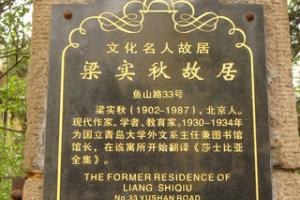 文化名人故居
梁实秋故居
鱼山路33号
梁实秋（1902-1987），北京人。
现代作家、学者、教育家。1930-1934年
为国立青岛大学外文系主任兼图书馆
馆长，在该寓所开始翻译《莎士比亚
全集》。
THE FORMER RESIDENCE OF
LIANG SHIQIU
No 33 YUSHAN ROAD